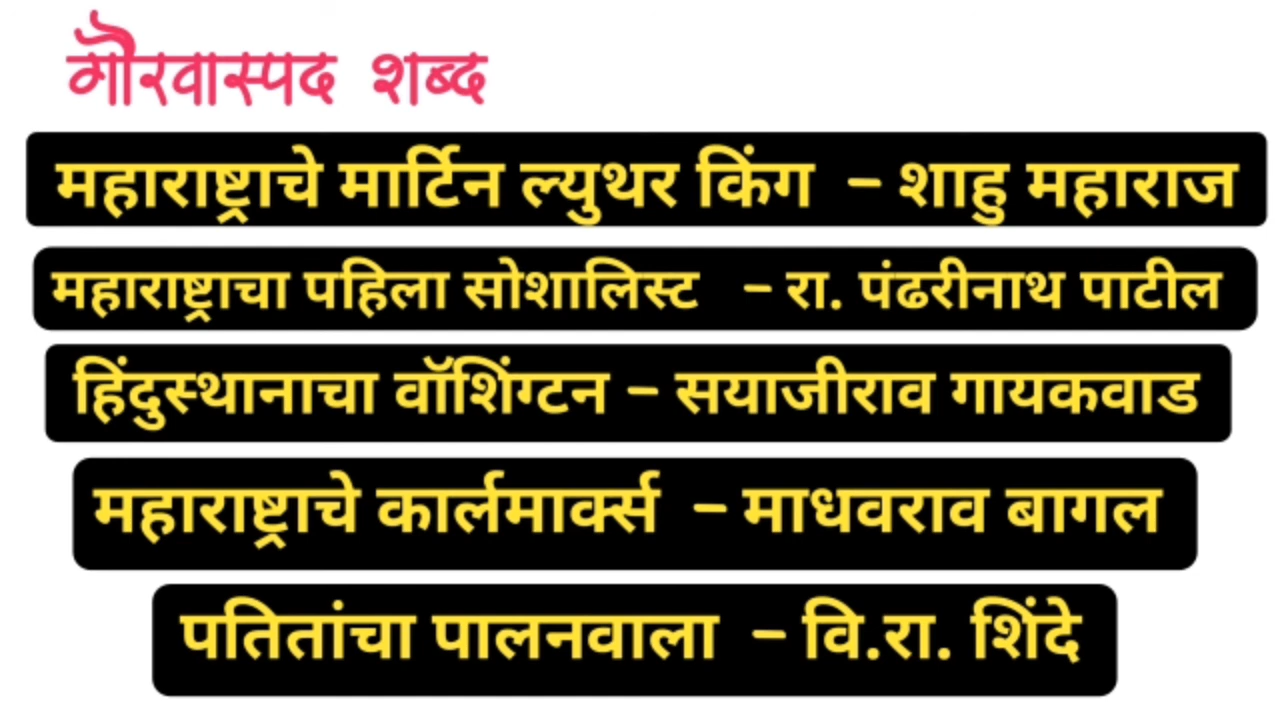 गौरवास्पद शब्द
महाराष्ट्राचे मार्टिन ल्युथर किंग – शाहु महाराज
महाराष्ट्राचा पहिला सोशालिस्ट – रा. पंढरीनाथ पाटील
हिंदुस्थानाचा वॉशिंग्टन – सयाजीराव गायकवाड
महाराष्ट्राचे कार्लमार्क्स – माधवराव बागल
पतितांचा पालनवाला – वि.रा. शिंदे